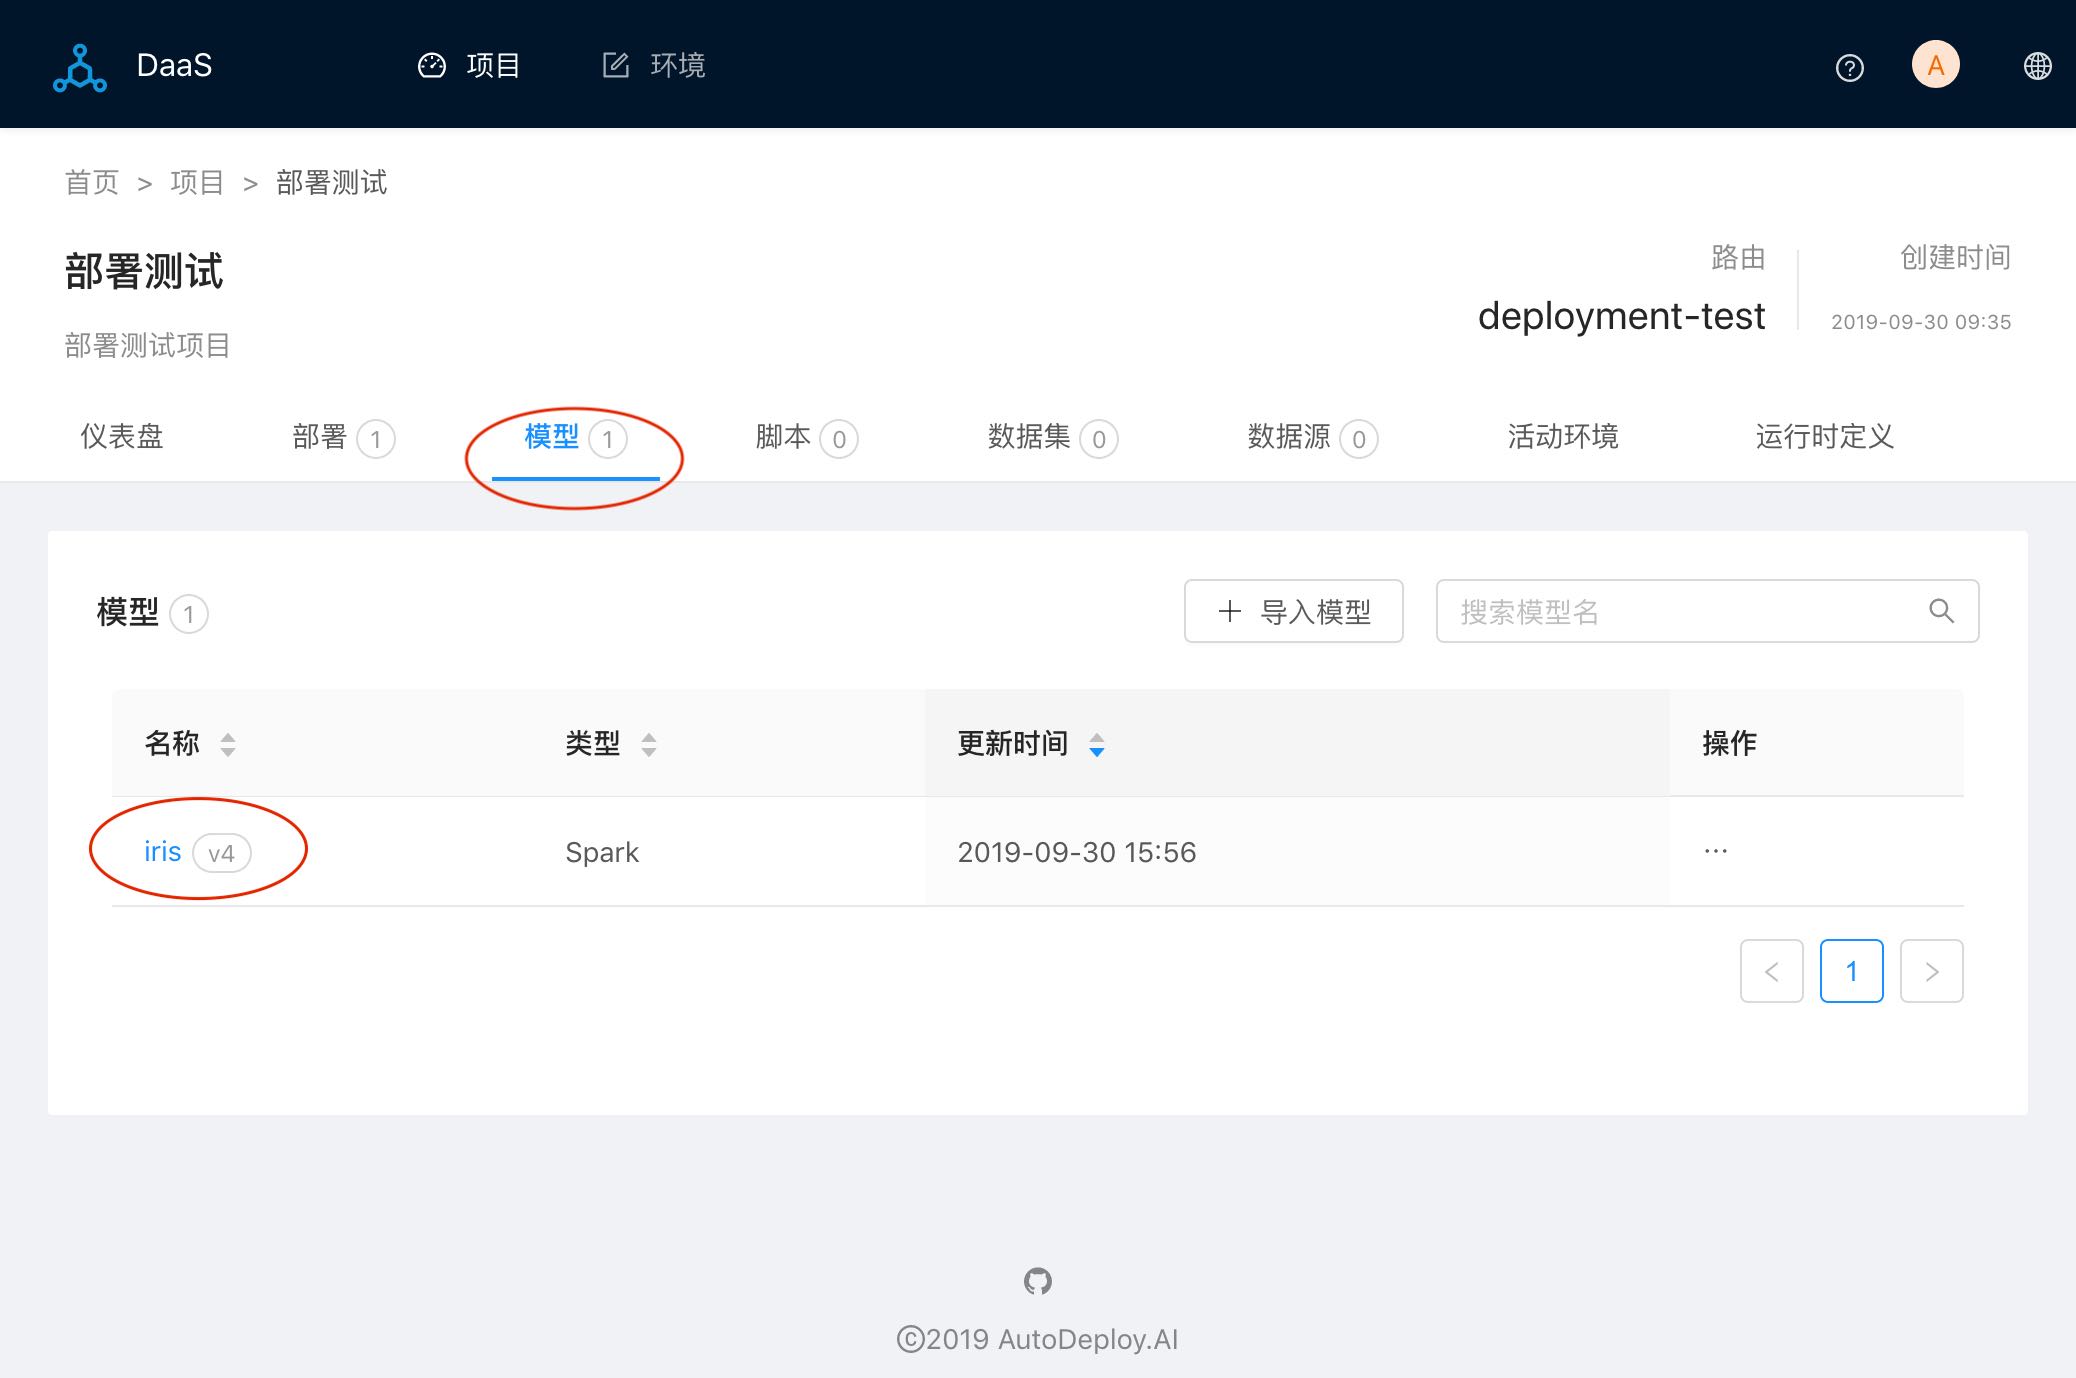 DaaS 项目 环境 A
首页 > 项目 > 部署测试
部署测试
部署测试项目
路由
deployment-test
创建时间
2019-09-30 09:35
仪表盘 部署 1 模型 1 脚本 0 数据集 0 数据源 0 活动环境 运行时定义
模型 1 + 导入模型 搜索模型名
名称 类型 更新时间 操作
iris v4 Spark 2019-09-30 15:56 ···
< 1 >
©2019 AutoDeploy.AI